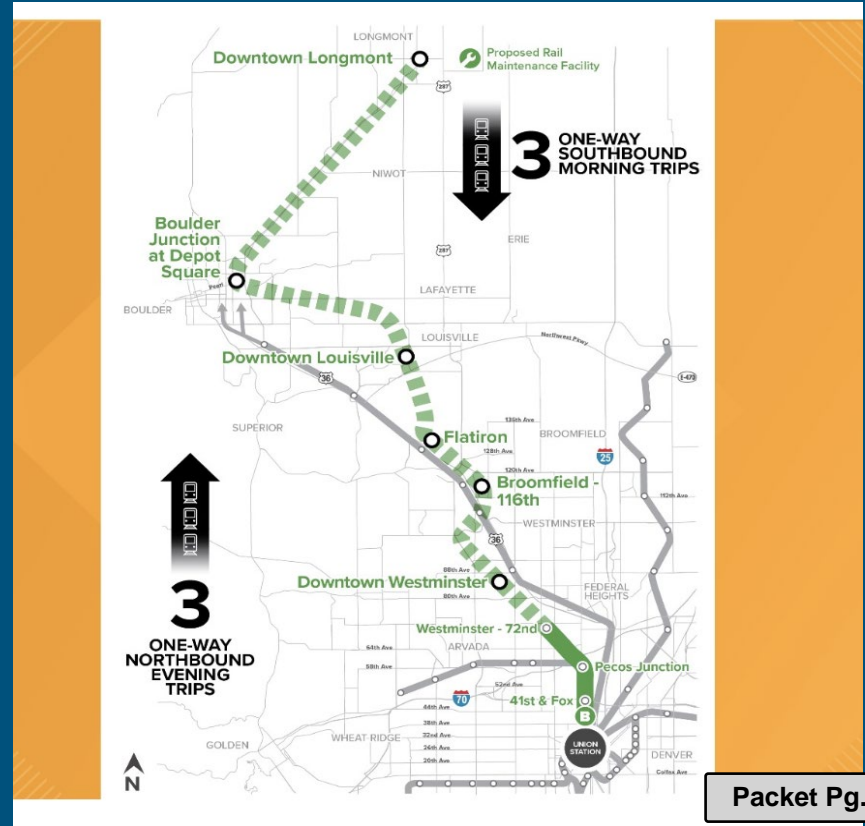 LONGMONT
Downtown Longmont
Proposed Rail
Maintenance Facility
287
3
ONE-WAY
SOUTHBOUND
MORNING TRIPS
NIWOT
Boulder
Junction
at Depot
Square
ERIE
287
Pearl
LAFAYETTE
BOULDER
LOUISVILLE
Northwest Pkwy
Downtown Louisville
36
E-470
SUPERIOR
136th Ave
Flatiron
BROOMFIELD
128th Ave
25
120th Ave
Broomfield -
116th
112th Ave
WESTMINSTER
36
88th Ave
Downtown Westminster
80th Ave
FEDERAL
HEIGHTS
3
ONE-WAY
NORTHBOUND
EVENING
TRIPS
Westminster - 72nd
64th Ave
ARVADA
58th Ave
Pecos Junction
52nd Ave
70
41st & Fox
44th Ave
B
38th Ave
32nd Ave
GOLDEN
WHEAT RIDGE
26th Ave
20th Ave
UNION
STATION
DENVER
Colfax Ave
N
Packet Pg.